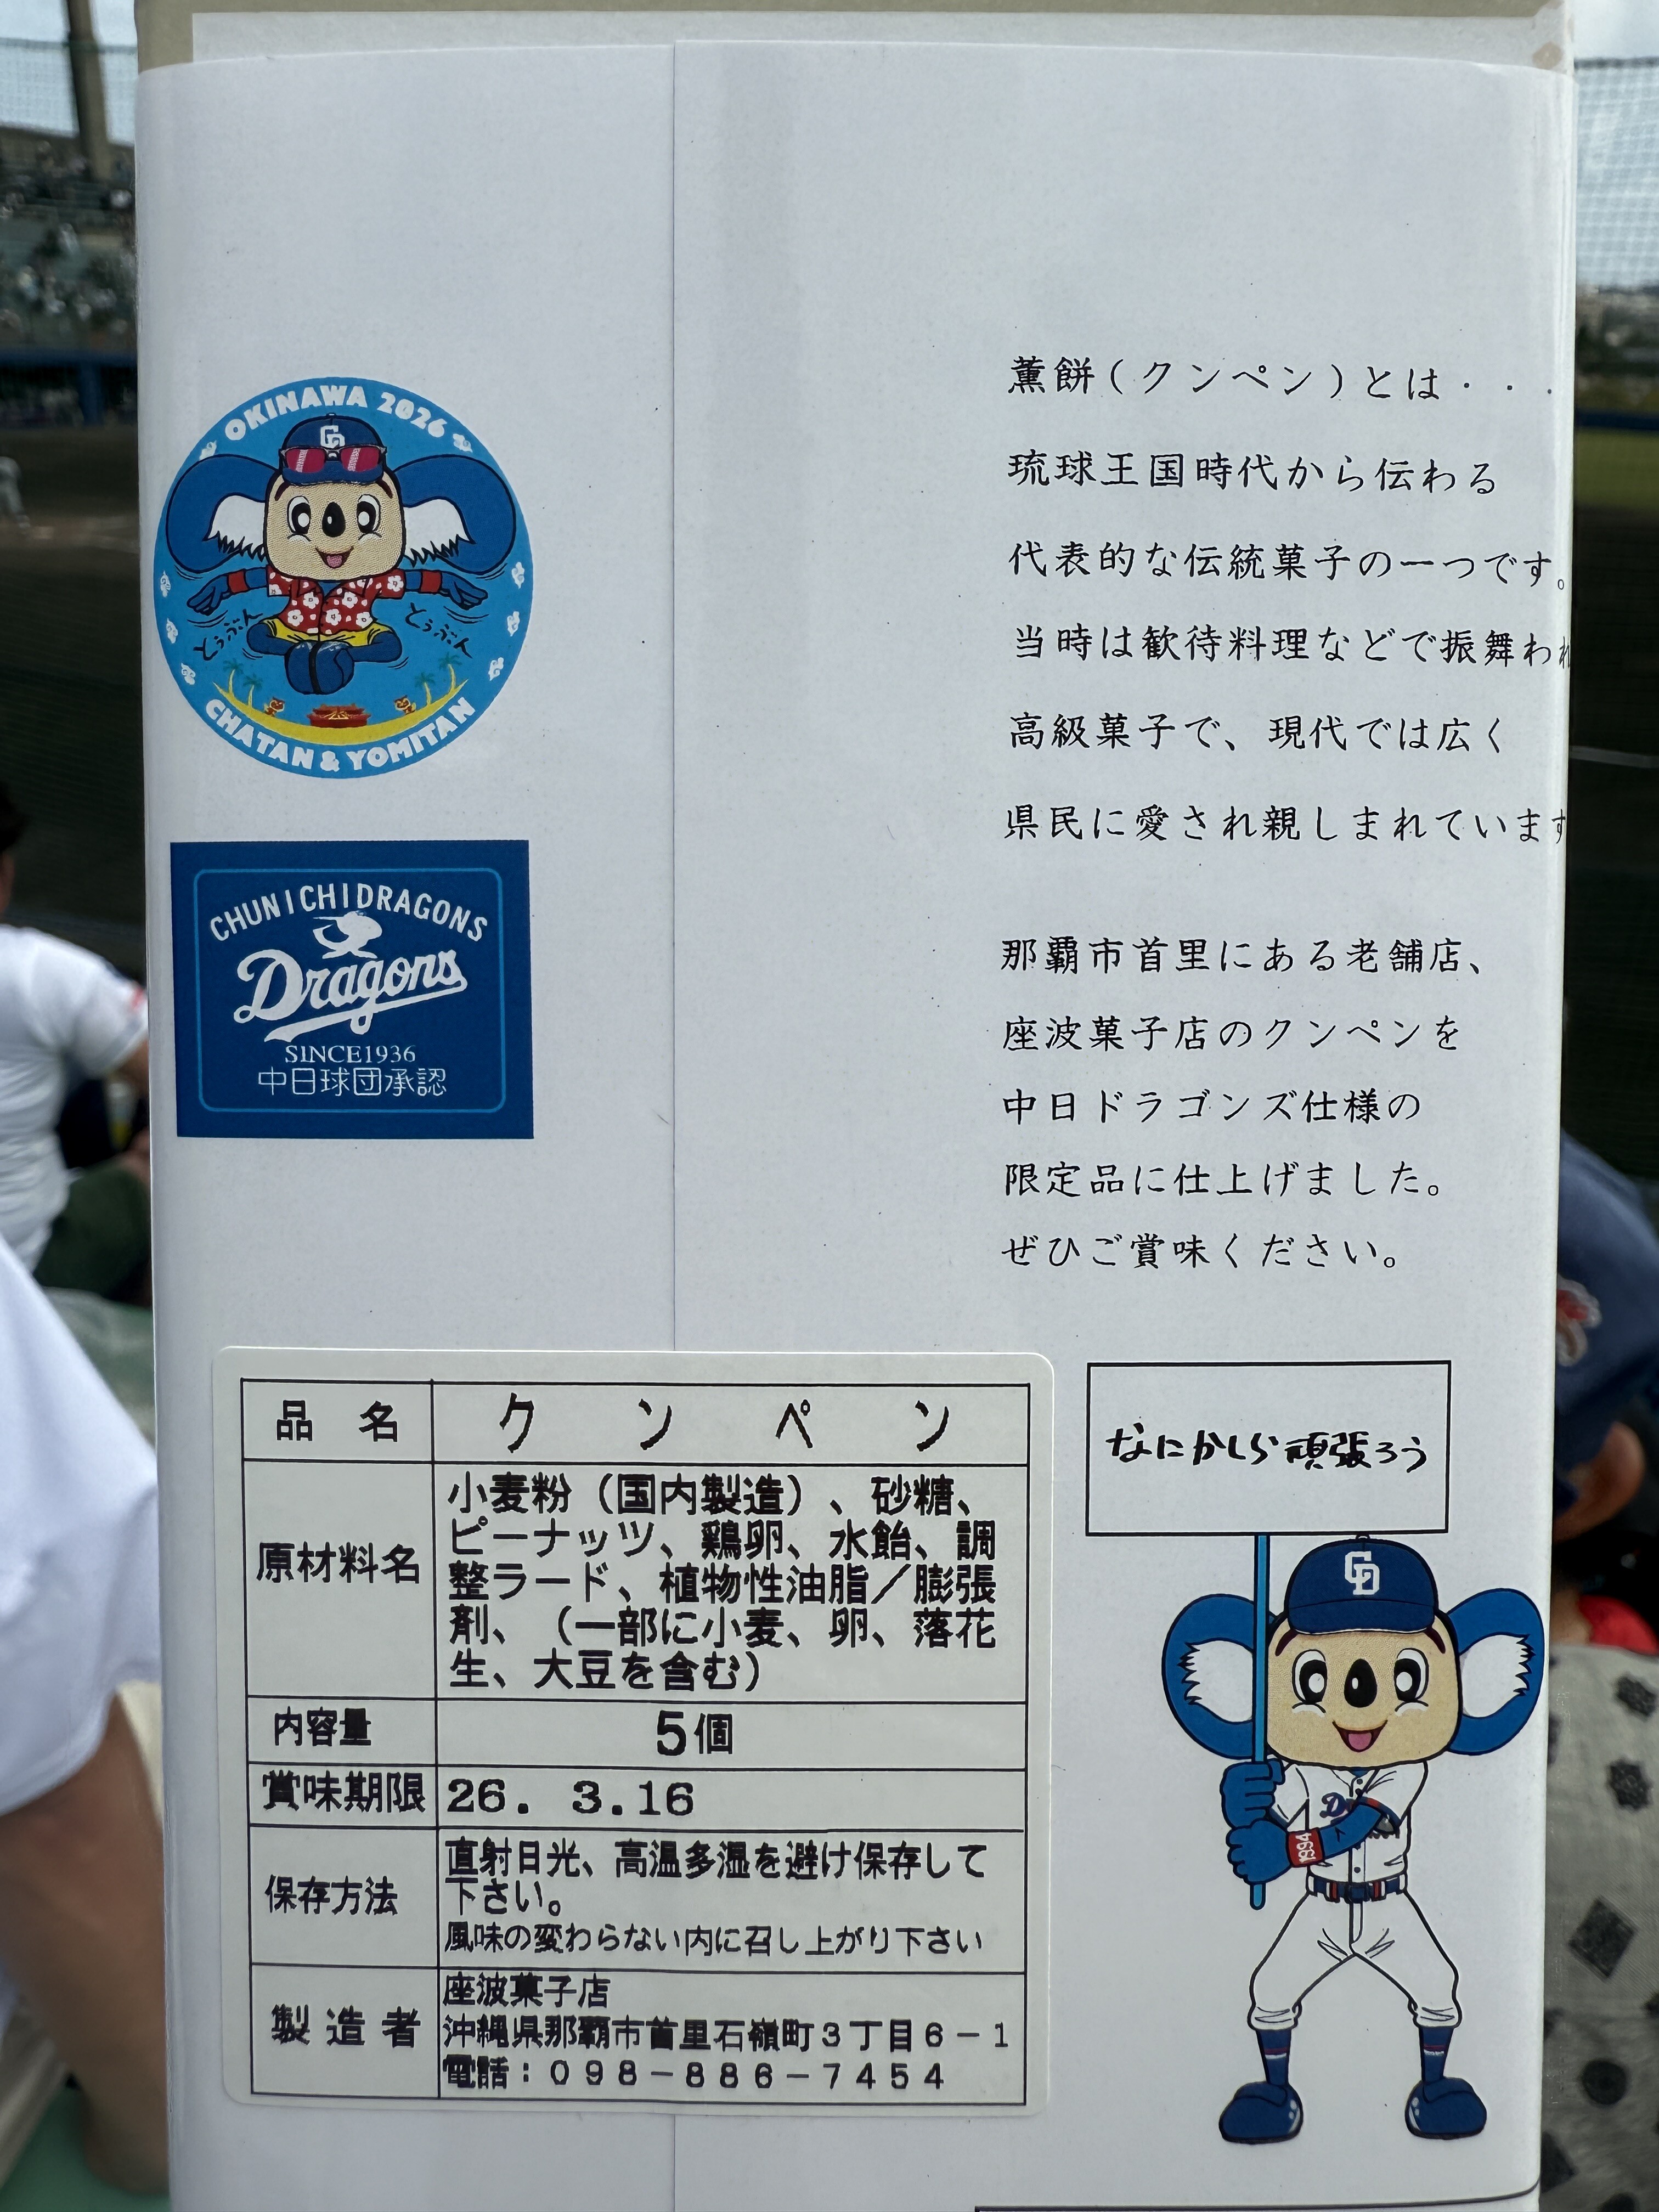 OKINAWA 2026
CD
とぅぶん
とぅぶん
CHATAN & YOMITAN
CHUNICHI DRAGONS
Dragons
SINCE1936
中日球団承認
薫餅(クンペン)とは・・・
琉球王国時代から伝わる
代表的な伝統菓子の一つです。
当時は歓待料理などで振舞われ
高級菓子で、現代では広く
県民に愛され親しまれています
那覇市首里にある老舗店、
座波菓子店のクンペンを
中日ドラゴンズ仕様の
限定品に仕上げました。
ぜひご賞味ください。
品名 クンペン
原材料名 小麦粉(国内製造)、砂糖、
ピーナッツ、鶏卵、水飴、調
整ラード、植物性油脂/膨張
剤、(一部に小麦、卵、落花
生、大豆を含む)
内容量 5個
賞味期限 26. 3.16
保存方法 直射日光、高温多湿を避け保存して
下さい。
風味の変わらない内に召し上がり下さい
製造者 座波菓子店
沖縄県那覇市首里石嶺町3丁目6-1
電話:098-886-7454
なにかしら頑張ろう
CD
1994